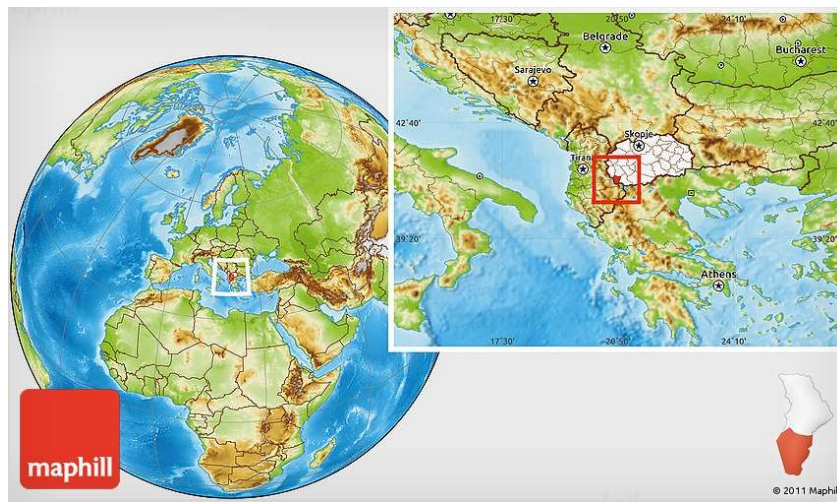 17˚30' 20˚50' 24˚10'
Belgrade
Bucharest
Sarajevo
42˚40' 42˚40'
Skopje
Tiran
39˚20' 39˚20'
Athens
17˚30' 20˚50' 24˚10'
maphill
© 2011 Maphill